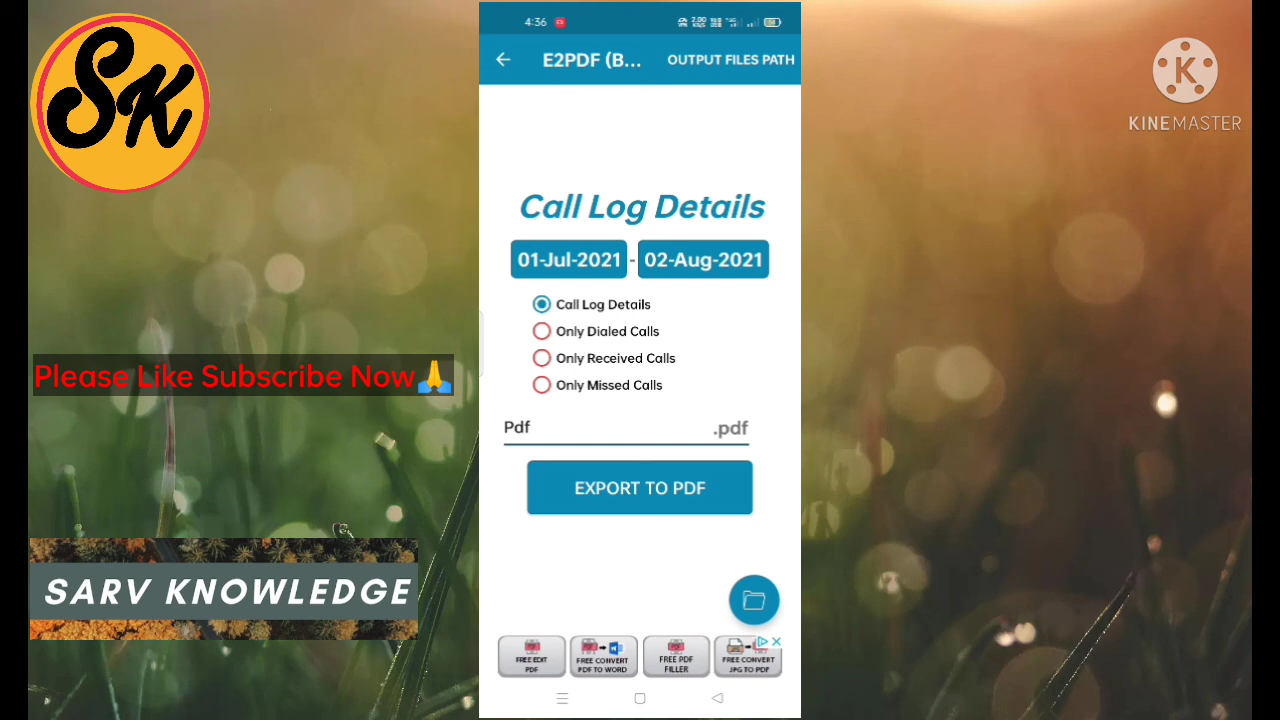 SK
K
KINEMASTER
4:36
2.00
E2PDF (B...
OUTPUT FILES PATH
Call Log Details
01-Jul-2021 - 02-Aug-2021
Call Log Details
Only Dialed Calls
Only Received Calls
Only Missed Calls
Please Like Subscribe Now🙏
Pdf .pdf
EXPORT TO PDF
SARV KNOWLEDGE
FREE EDIT
PDF
FREE CONVERT
PDF TO WORD
FREE PDF
FILLER
FREE CONVERT
JPG TO PDF